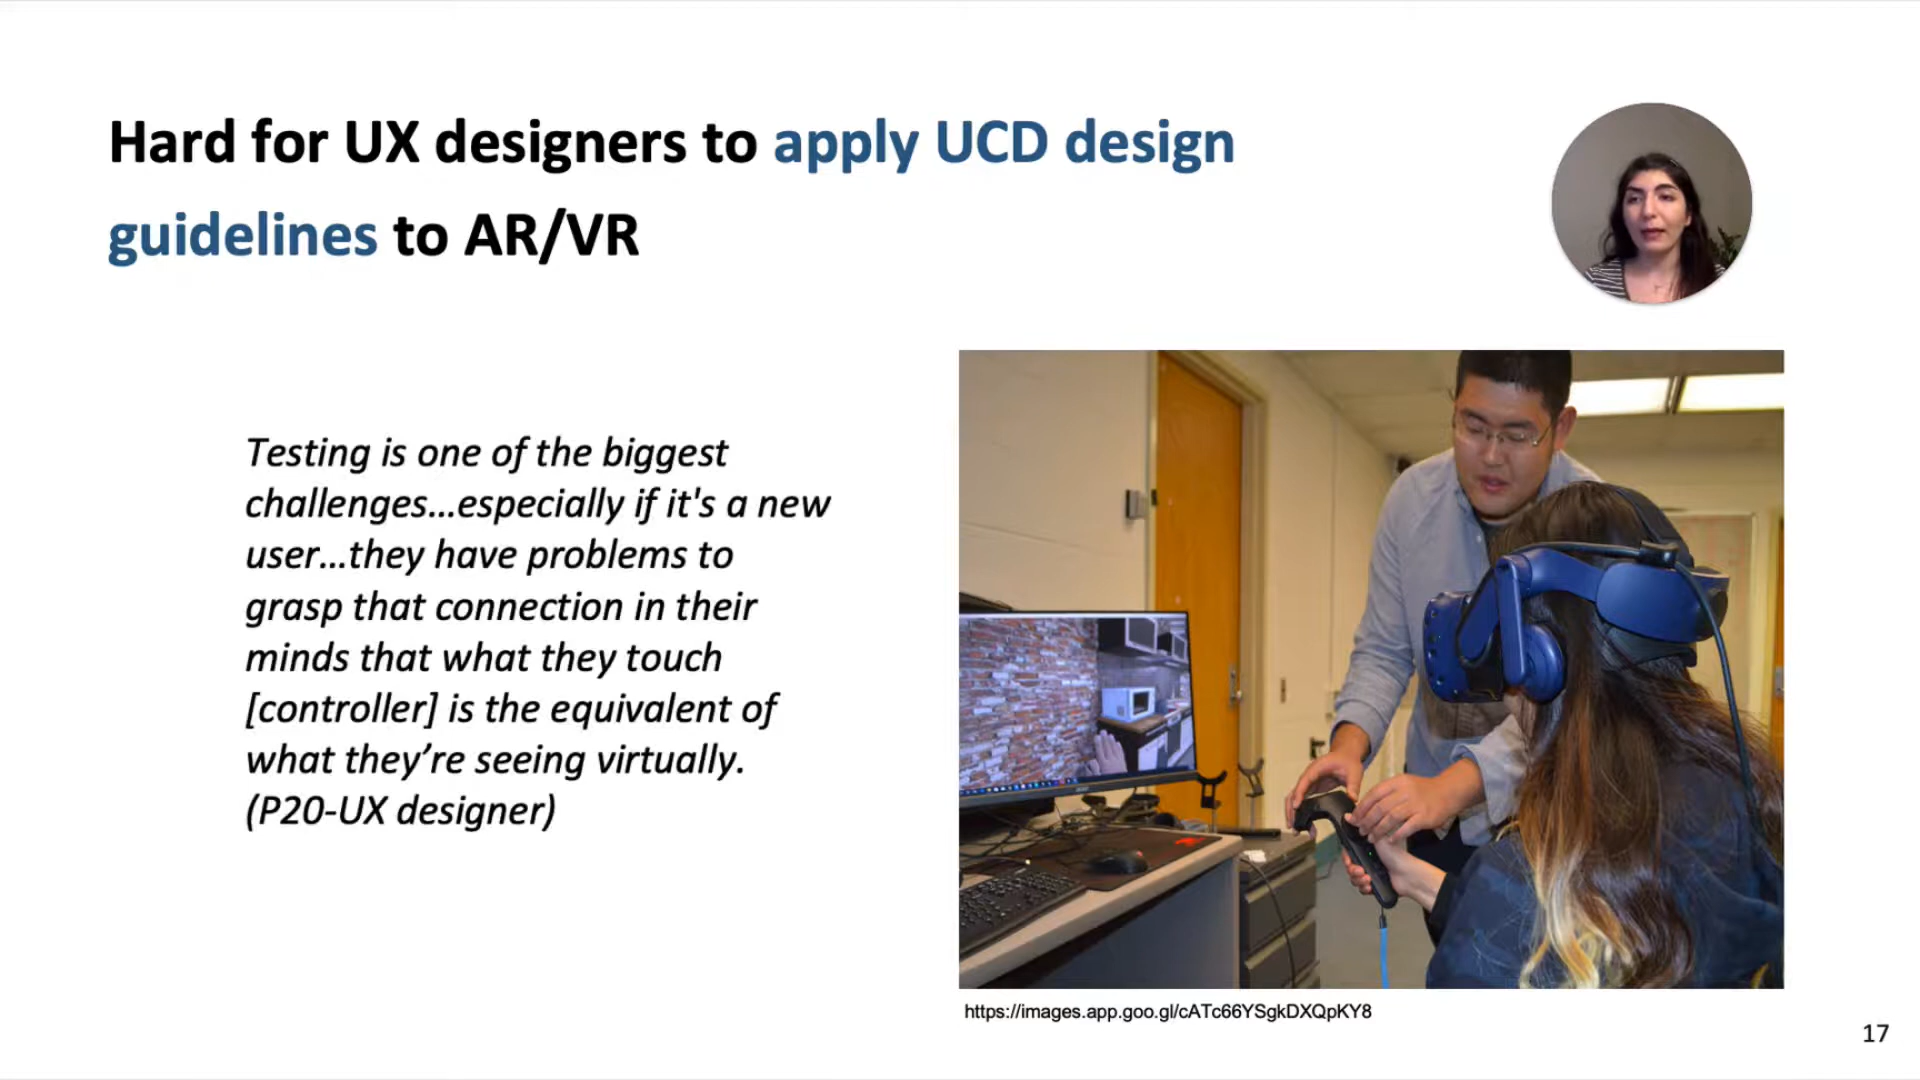 Hard for UX designers to apply UCD design
guidelines to AR/VR
Testing is one of the biggest
challenges...especially if it's a new
user...they have problems to
grasp that connection in their
minds that what they touch
[controller] is the equivalent of
what they’re seeing virtually.
(P20-UX designer)
https://images.app.goo.gl/cATc66YSgkDXQpKY8
17